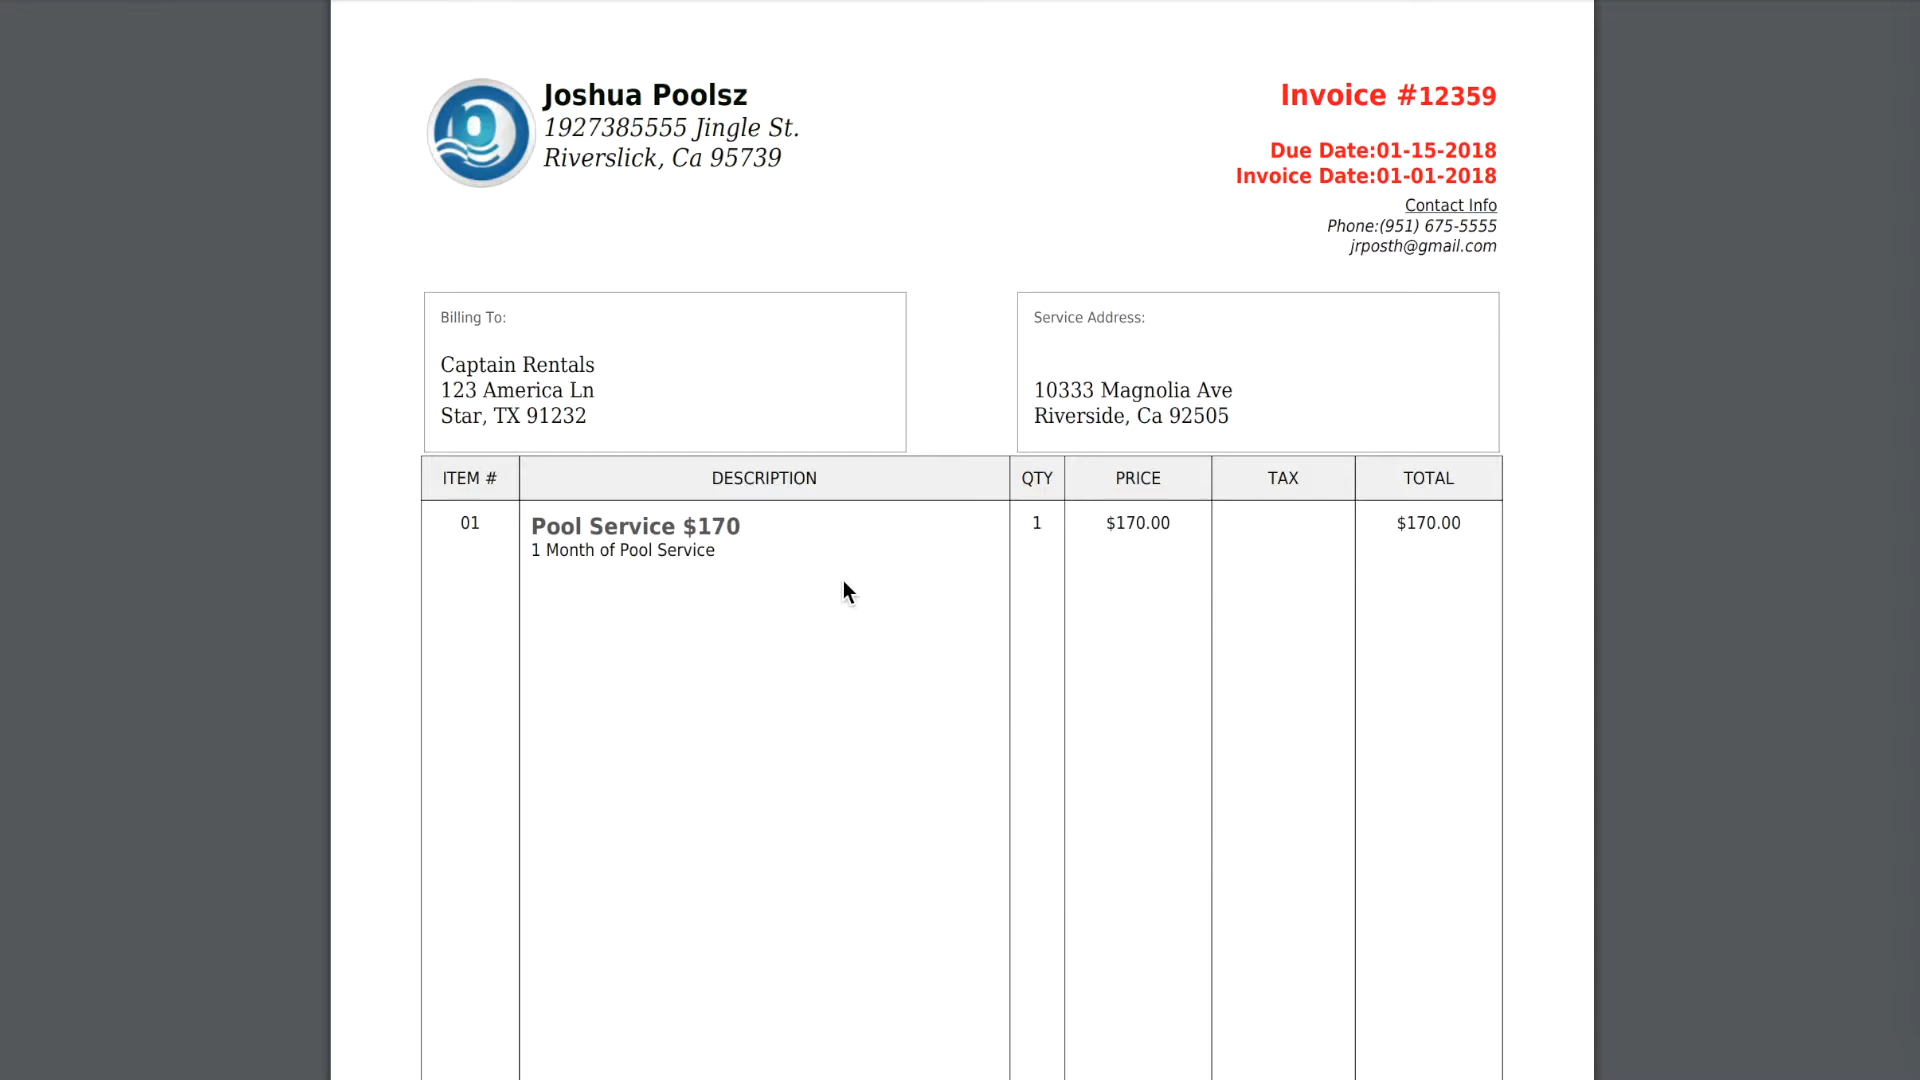 Joshua Poolsz
1927385555 Jingle St.
Riverslick, Ca 95739
Invoice #12359
Due Date:01-15-2018
Invoice Date:01-01-2018
Contact Info
Phone:(951) 675-5555
jrposth@gmail.com
Billing To:
Captain Rentals
123 America Ln
Star, TX 91232
Service Address:
10333 Magnolia Ave
Riverside, Ca 92505
ITEM # DESCRIPTION QTY PRICE TAX TOTAL
01 Pool Service $170 1 $170.00 $170.00
1 Month of Pool Service